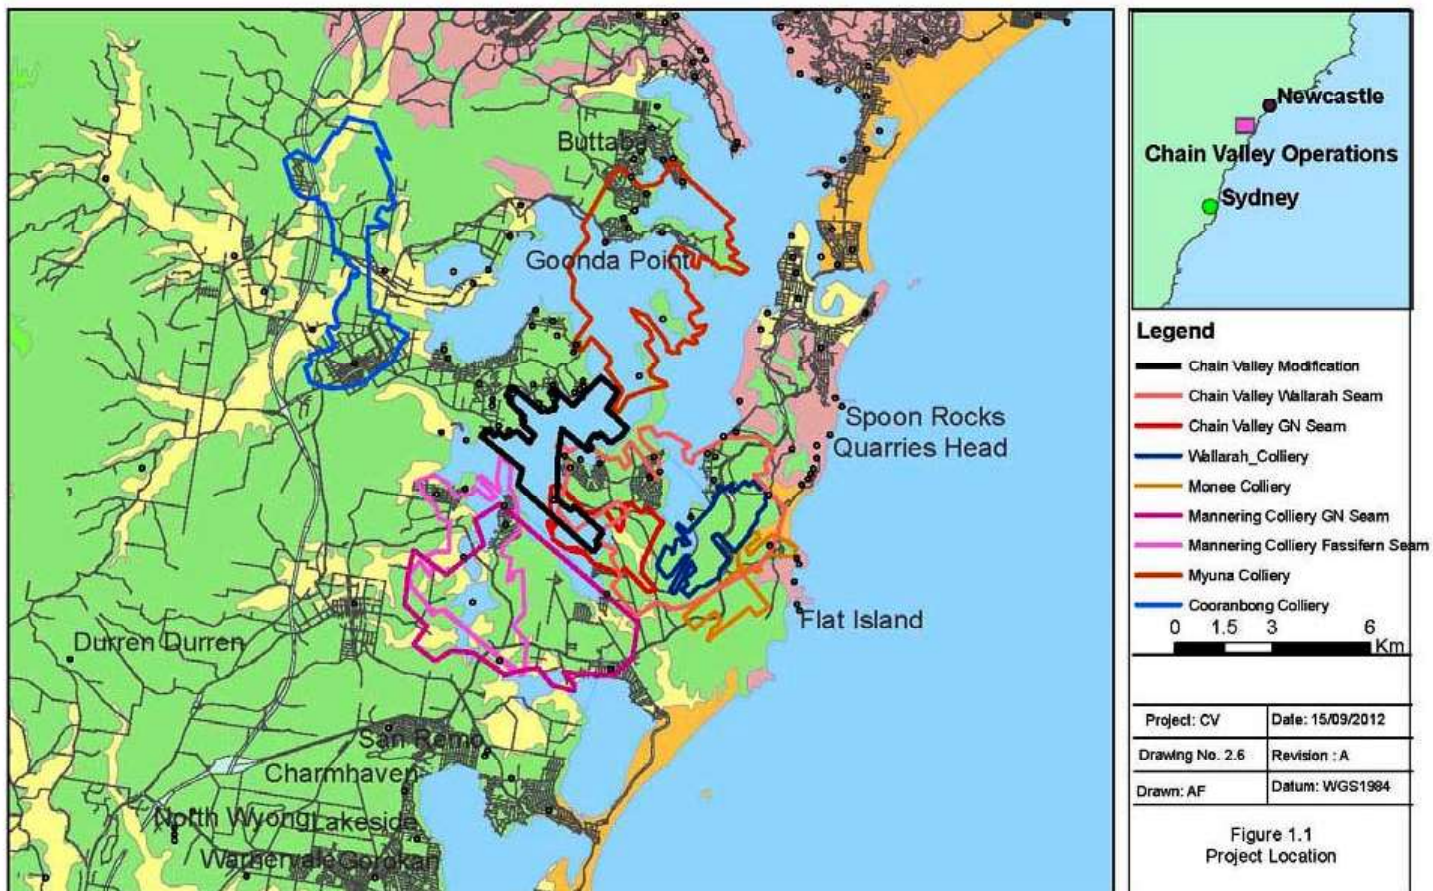 Buttaba
Goonda Point
Spoon Rocks
Quarries Head
Flat Island
Durren Durren
San Remo
Charmhaven
North Wyong
Lakeside
Warnervale
Gorokan
Newcastle
Chain Valley Operations
Sydney
Legend
Chain Valley Modification
Chain Valley Wallarah Seam
Chain Valley GN Seam
Wallarah_Colliery
Monee Colliery
Mannering Colliery GN Seam
Mannering Colliery Fassifern Seam
Myuna Colliery
Cooranbong Colliery
0 1.5 3 6
Km
Project: CV Date: 15/09/2012
Drawing No. 2.6 Revision : A
Drawn: AF Datum: WGS1984
Figure 1.1
Project Location